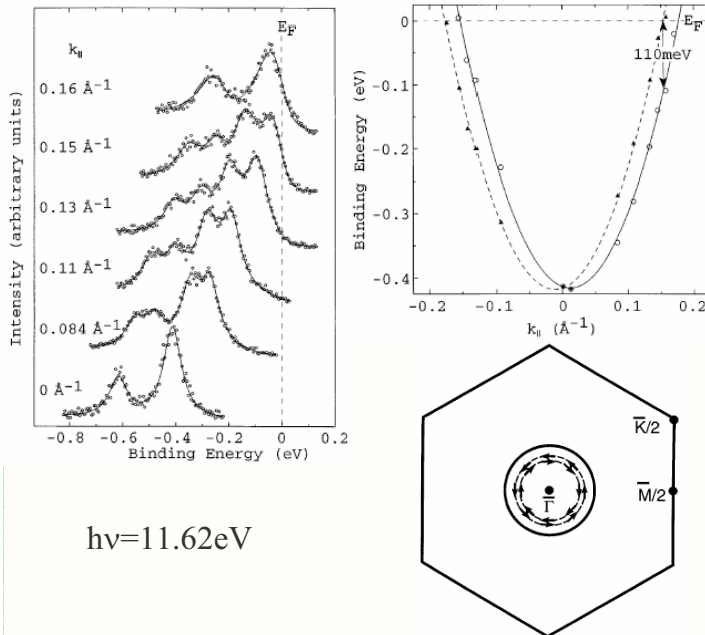 E_F
k_∥
0.16 Å⁻¹
0.15 Å⁻¹
0.13 Å⁻¹
0.11 Å⁻¹
0.084 Å⁻¹
0 Å⁻¹
Intensity (arbitrary units)
-0.8 -0.6 -0.4 -0.2 0 0.2
Binding Energy (eV)
0
E_F
110meV
-0.1
-0.2
-0.3
-0.4
Binding Energy (eV)
-0.2 -0.1 0 0.1 0.2
k_∥ (Å⁻¹)
K̅/2
M̅/2
Γ̅
hν=11.62eV